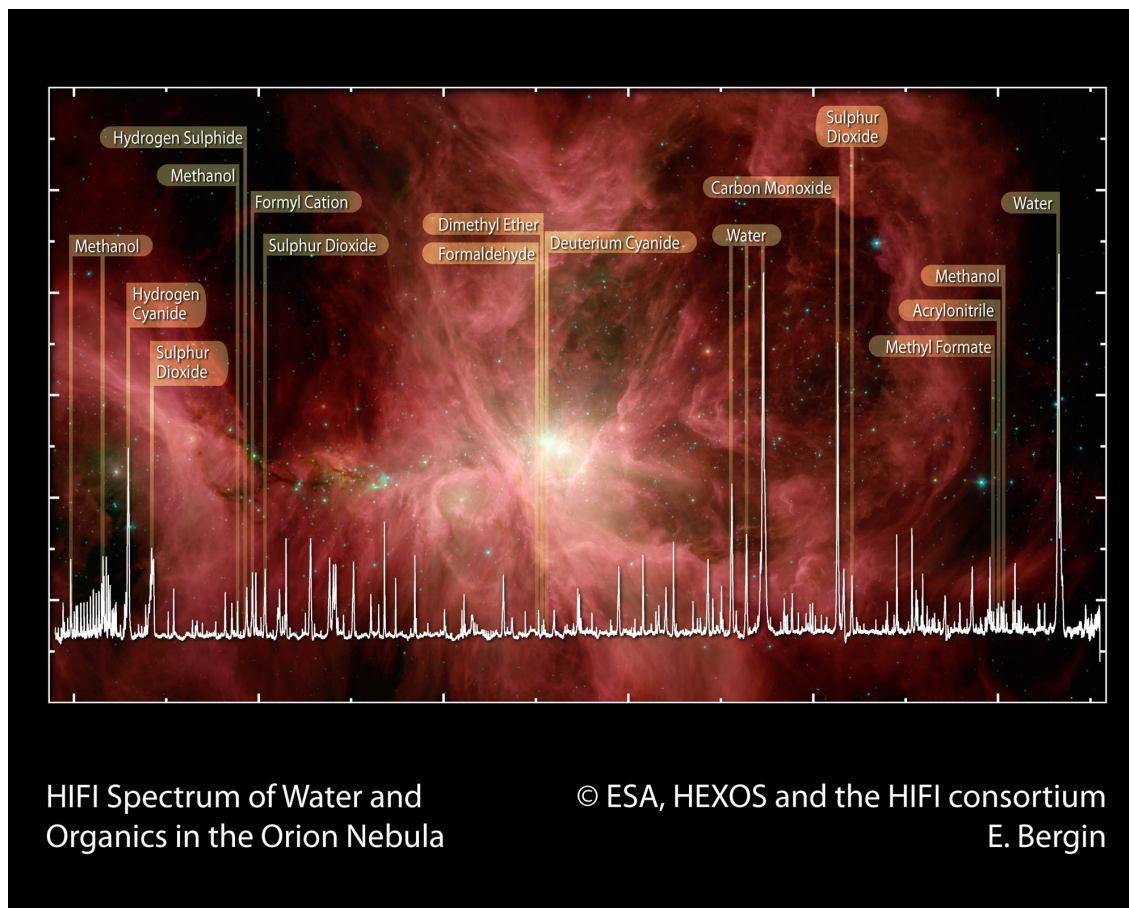 Hydrogen Sulphide
Methanol
Formyl Cation
Sulphur Dioxide
Methanol
Hydrogen
Cyanide
Sulphur
Dioxide
Dimethyl Ether
Formaldehyde
Deuterium Cyanide
Water
Carbon Monoxide
Sulphur
Dioxide
Water
Methanol
Acrylonitrile
Methyl Formate
HIFI Spectrum of Water and
Organics in the Orion Nebula
© ESA, HEXOS and the HIFI consortium
E. Bergin